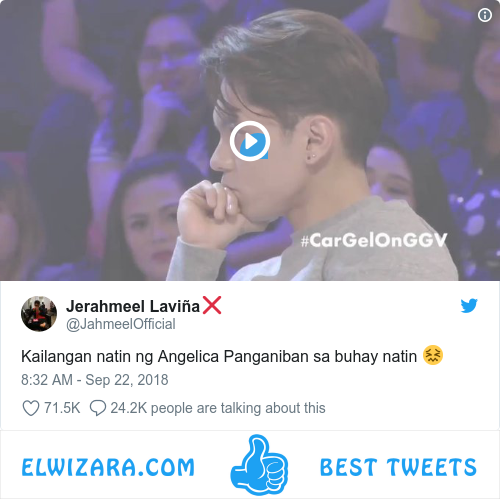 #CarGelOnGGV
Jerahmeel Laviña❌
@JahmeelOfficial
Kailangan natin ng Angelica Panganiban sa buhay natin 😖
8:32 AM - Sep 22, 2018
71.5K 24.2K people are talking about this
ELWIZARA.COM BEST TWEETS